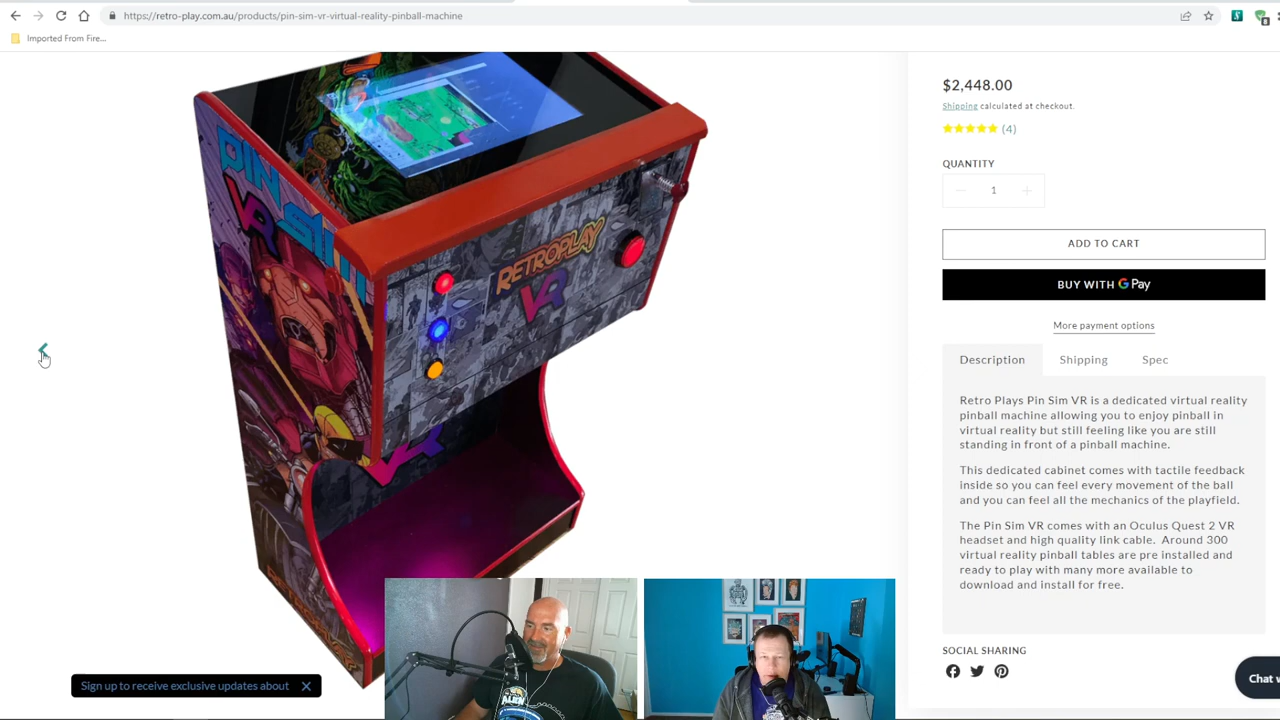 https://retro-play.com.au/products/pin-sim-vr-virtual-reality-pinball-machine
Imported From Fire...
$2,448.00
Shipping calculated at checkout.
(4)
QUANTITY
1
ADD TO CART
BUY WITH G Pay
More payment options
Description Shipping Spec
Retro Plays Pin Sim VR is a dedicated virtual reality
pinball machine allowing you to enjoy pinball in
virtual reality but still feeling like you are still
standing in front of a pinball machine.
This dedicated cabinet comes with tactile feedback
inside so you can feel every movement of the ball
and you can feel all the mechanics of the playfield.
The Pin Sim VR comes with an Oculus Quest 2 VR
headset and high quality link cable. Around 300
virtual reality pinball tables are pre installed and
ready to play with many more available to
download and install for free.
SOCIAL SHARING
Chat
Sign up to receive exclusive updates about
PIN
SIM
VR
RETROPLAY
VR
VR
ALIEN